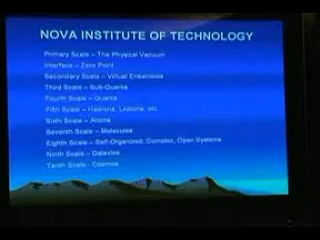 NOVA INSTITUTE OF TECHNOLOGY
Primary Scale – The Physical Vacuum
Interface – Zero Point
Secondary Scale – Virtual Ensembles
Third Scale – Sub-Quarks
Fourth Scale – Quarks
Fifth Scale – Hadrons, Leptons, etc.
Sixth Scale – Atoms
Seventh Scale – Molecules
Eighth Scale – Self-Organized, Complex, Open Systems
Ninth Scale – Galaxies
Tenth Scale - Cosmos